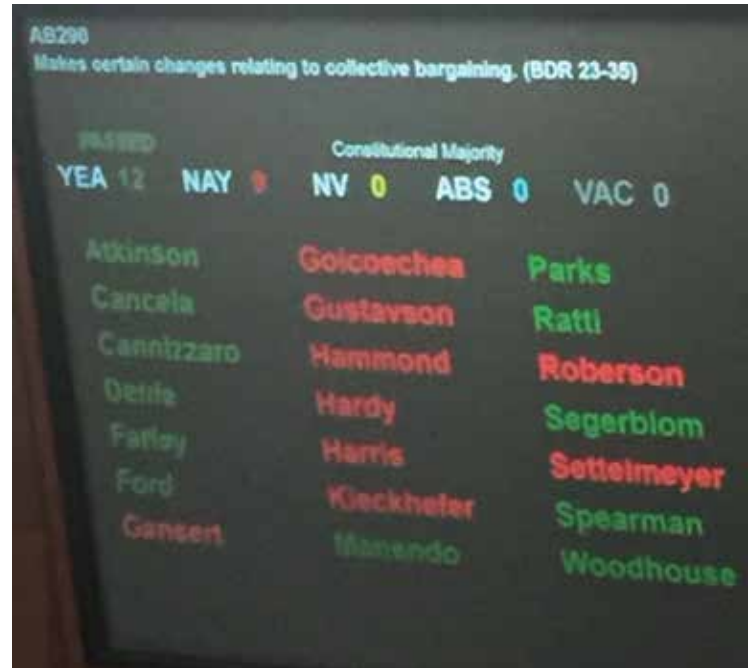 AB290
Makes certain changes relating to collective bargaining. (BDR 23-35)
PASSED
Constitutional Majority
YEA 12 NAY 9 NV 0 ABS 0 VAC 0
Atkinson Goicoechea Parks
Cancela Gustavson Ratti
Cannizzaro Hammond Roberson
Denis Hardy Segerblom
Farley Harris Settelmeyer
Ford Kieckhefer Spearman
Gansert Manendo Woodhouse